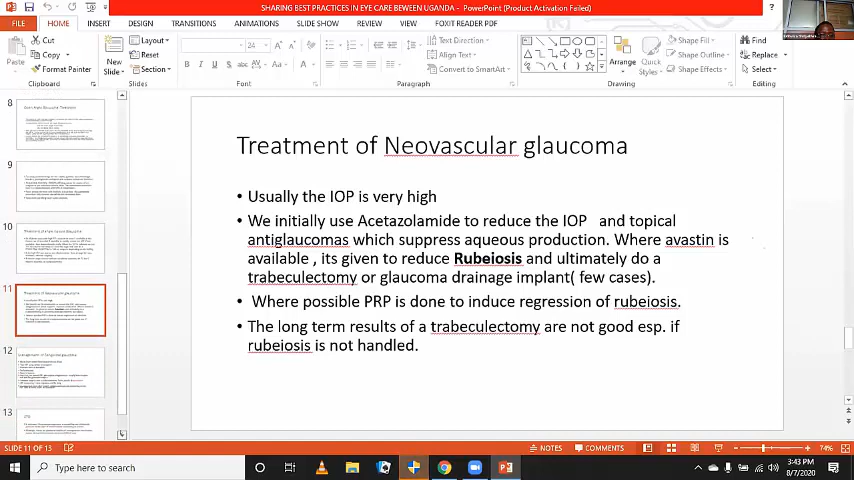 SHARING BEST PRACTICES IN EYE CARE BEWEEN UGANDA - PowerPoint (Product Activation Failed)
FILE HOME INSERT DESIGN TRANSITIONS ANIMATIONS SLIDE SHOW REVIEW VIEW FOXIT READER PDF
Paste
Cut
Copy
Format Painter
Clipboard
New
Slide
Layout
Reset
Section
Slides
24
B I U S
Font
Text Direction
Align Text
Convert to SmartArt
Paragraph
Arrange
Quick
Styles
Shape Fill
Shape Outline
Shape Effects
Drawing
Find
Replace
Select
Editing
8
9
10
11
12
13
Treatment of Neovascular glaucoma
• Usually the IOP is very high
• We initially use Acetazolamide to reduce the IOP and topical
antiglaucomas which suppress aqueous production. Where avastin is
available , its given to reduce Rubeiosis and ultimately do a
trabeculectomy or glaucoma drainage implant( few cases).
• Where possible PRP is done to induce regression of rubeiosis.
• The long term results of a trabeculectomy are not good esp. if
rubeiosis is not handled.
SLIDE 11 OF 15
NOTES COMMENTS
74%
Type here to search
3:43 PM
8/7/2020